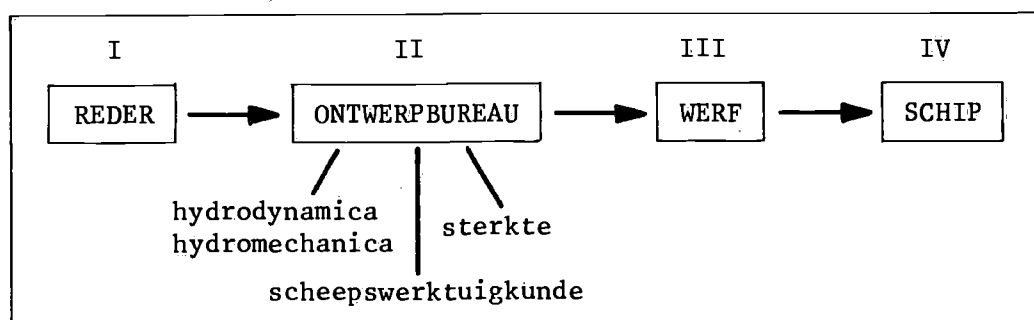 I II III IV
REDER ONTWERPBUREAU WERF SCHIP
hydrodynamica
hydromechanica
sterkte
scheepswerktuigkunde